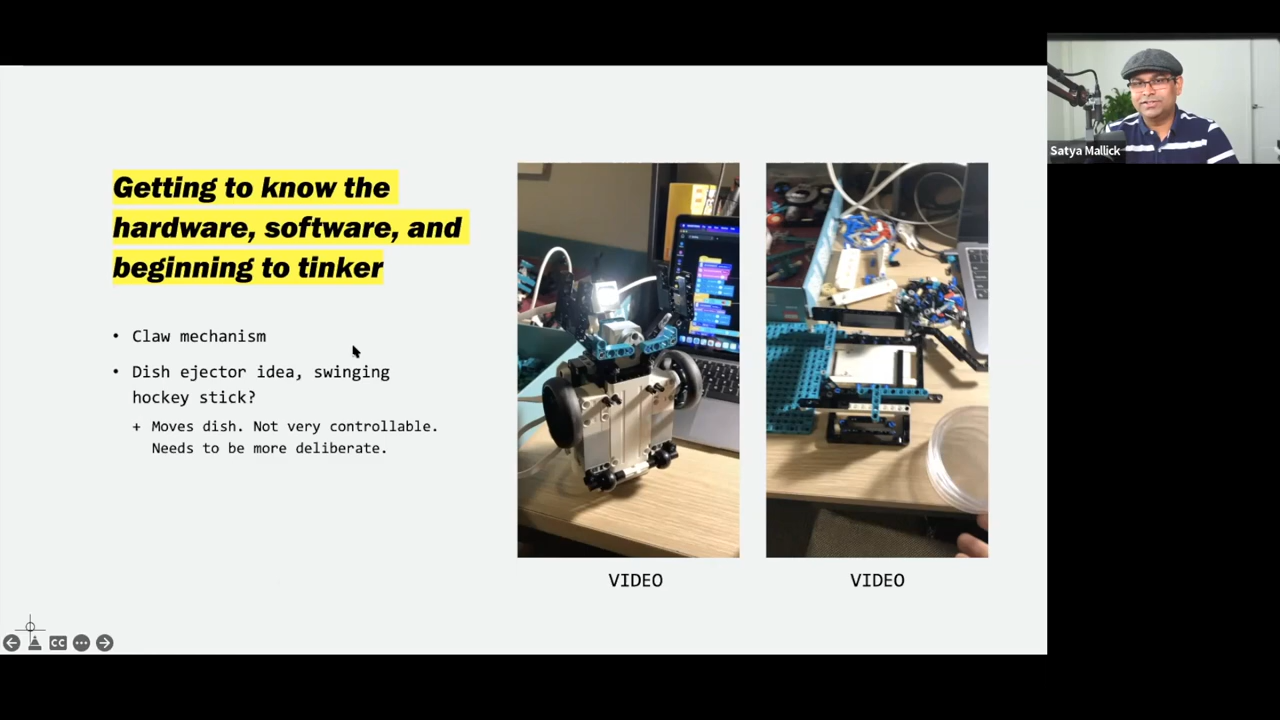 Getting to know the
hardware, software, and
beginning to tinker
• Claw mechanism
• Dish ejector idea, swinging
hockey stick?
+ Moves dish. Not very controllable.
Needs to be more deliberate.
VIDEO
VIDEO
Satya Mallick
CC